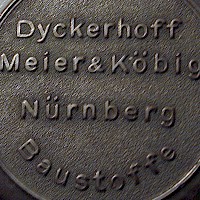 Dyckerhoff
Meier & Köbig
Nürnberg
Baustoffe